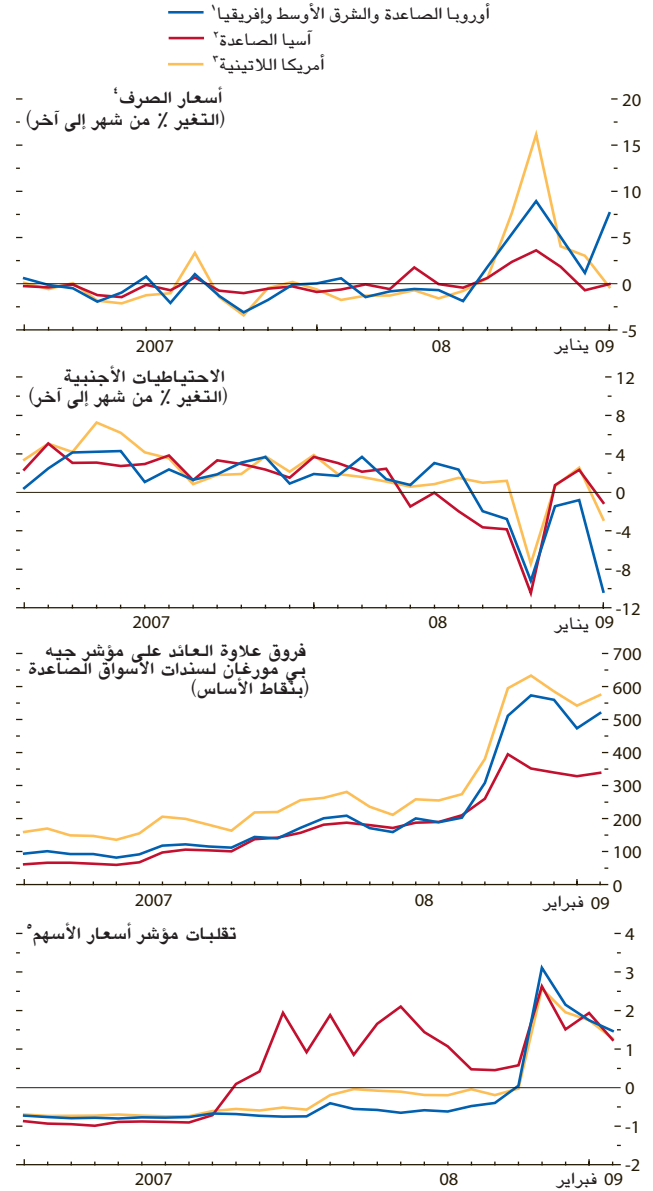 أوروبا الصاعدة والشرق الأوسط وإفريقيا¹
آسيا الصاعدة²
أمريكا اللاتينية³
أسعار الصرف⁴
(التغير ٪ من شهر إلى آخر)
20
15
10
5
0
-5
2007
08
09 يناير
الاحتياطيات الأجنبية
(التغير ٪ من شهر إلى آخر)
12
8
4
0
-4
-8
-12
2007
08
09 يناير
فروق علاوة العائد على مؤشر جيه
بي مورغان لسندات الأسواق الصاعدة
(بنقاط الأساس)
700
600
500
400
300
200
100
0
2007
08
09 فبراير
تقلبات مؤشر أسعار الأسهم⁵
4
3
2
1
0
-1
-2
2007
08
09 فبراير